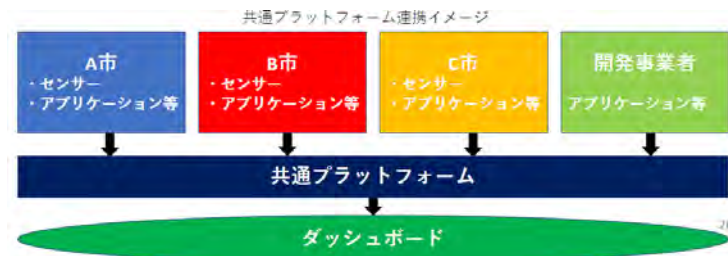 共通プラットフォーム連携イメージ
A市
・センサー
・アプリケーション等
B市
・センサー
・アプリケーション等
C市
・センサー
・アプリケーション等
開発事業者
アプリケーション等
共通プラットフォーム
ダッシュボード